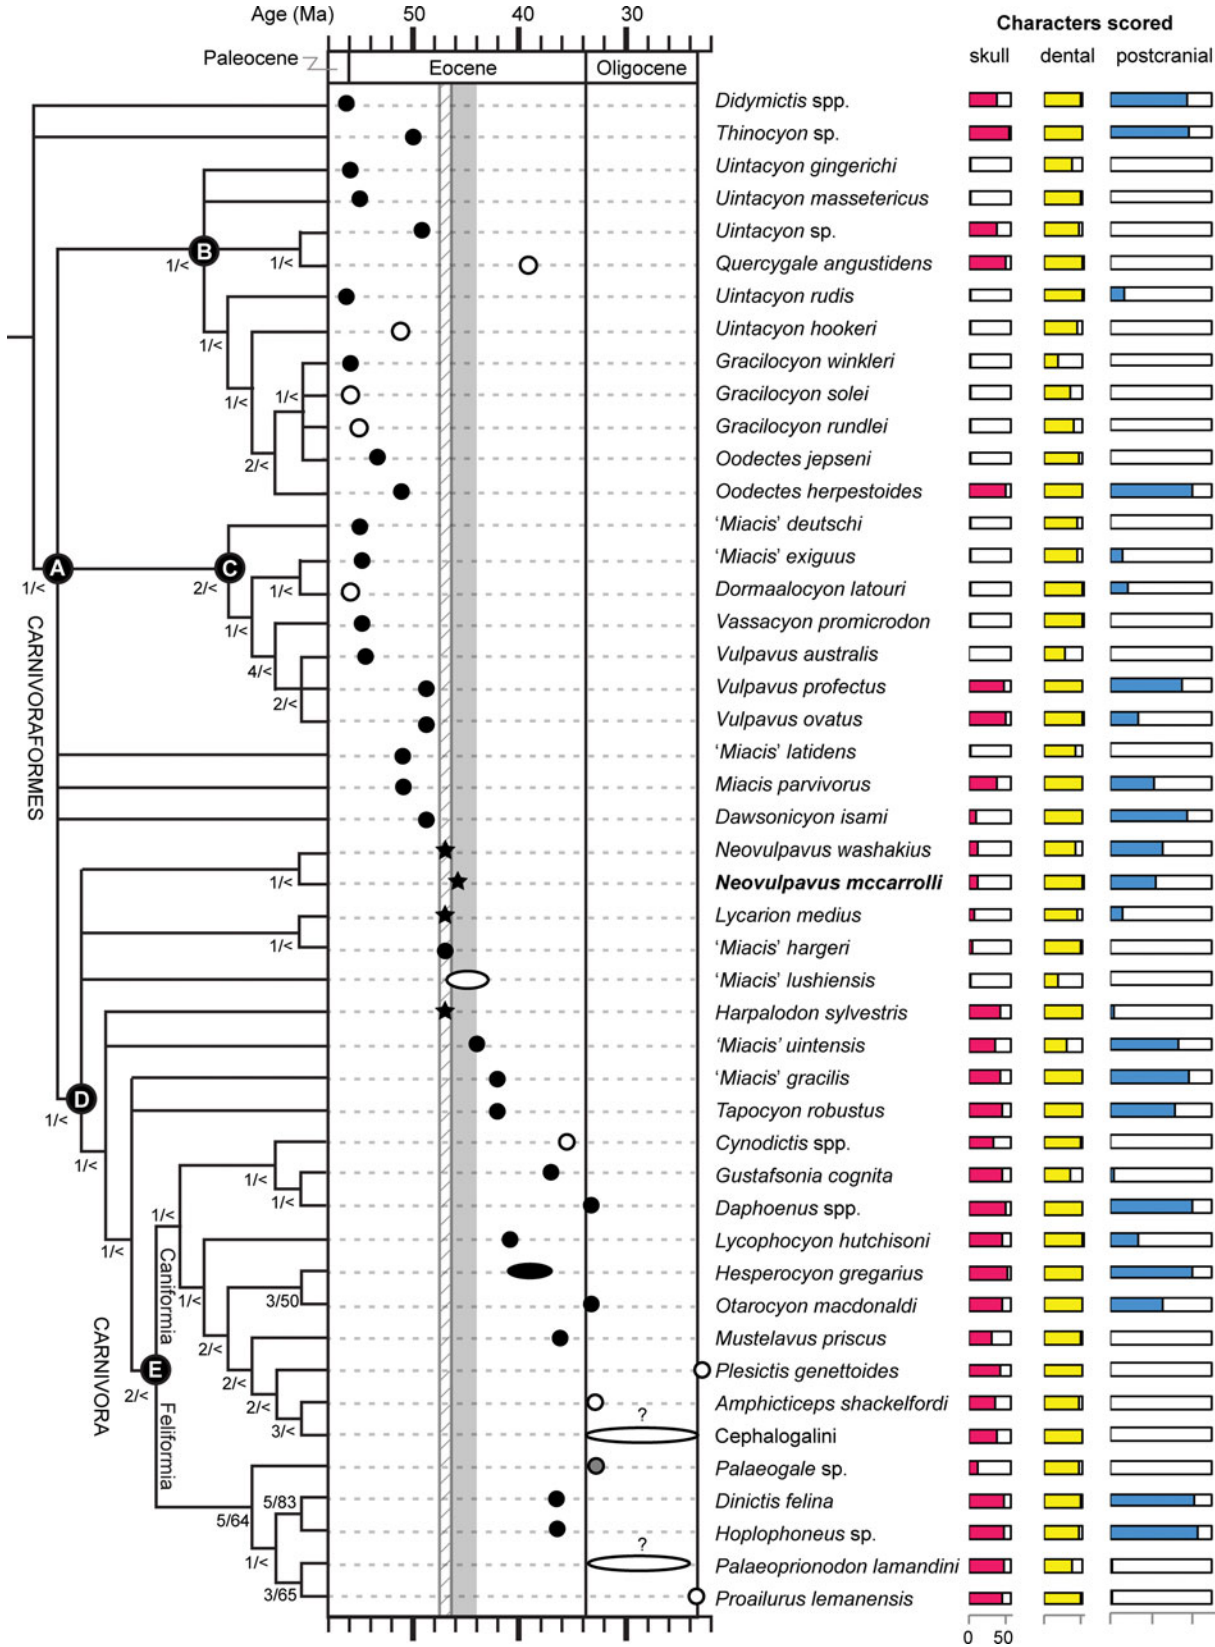 Age (Ma) 50 40 30
Characters scored
skull dental postcranial
Paleocene Eocene Oligocene
Didymictis spp.
Thinocyon sp.
Uintacyon gingerichi
Uintacyon massetericus
Uintacyon sp.
B
1/< 1/< Quercygale angustidens
Uintacyon rudis
Uintacyon hookeri
1/<
Gracilocyon winkleri
1/< Gracilocyon solei
1/<
Gracilocyon rundlei
Oodectes jepseni
2/<
Oodectes herpestoides
'Miacis' deutschi
'Miacis' exiguus
A C
1/< 2/< 1/< Dormaalocyon latouri
Vassacyon promicrodon
1/<
Vulpavus australis
4/<
Vulpavus profectus
2/<
Vulpavus ovatus
CARNIVORAFORMES
'Miacis' latidens
Miacis parvivorus
Dawsonicyon isami
Neovulpavus washakius
1/< Neovulpavus mccarrolli
Lycarion medius
1/< 'Miacis' hargeri
'Miacis' lushiensis
Harpalodon sylvestris
'Miacis' uintensis
'Miacis' gracilis
D
1/< Tapocyon robustus
Cynodictis spp.
1/<
1/< Gustafsonia cognita
1/<
Daphoenus spp.
1/<
Lycophocyon hutchisoni
1/<
Caniformia
Hesperocyon gregarius
1/<
3/50 Otarocyon macdonaldi
Mustelavus priscus
2/<
CARNIVORA
E
2/< 2/< Plesictis genettoides
Amphicticeps shackelfordi
2/<
3/< ? Cephalogalini
Feliformia
Palaeogale sp.
5/83 Dinictis felina
5/64
Hoplophoneus sp.
1/< ? Palaeoprionodon lamandini
3/65 Proailurus lemanensis
0 50